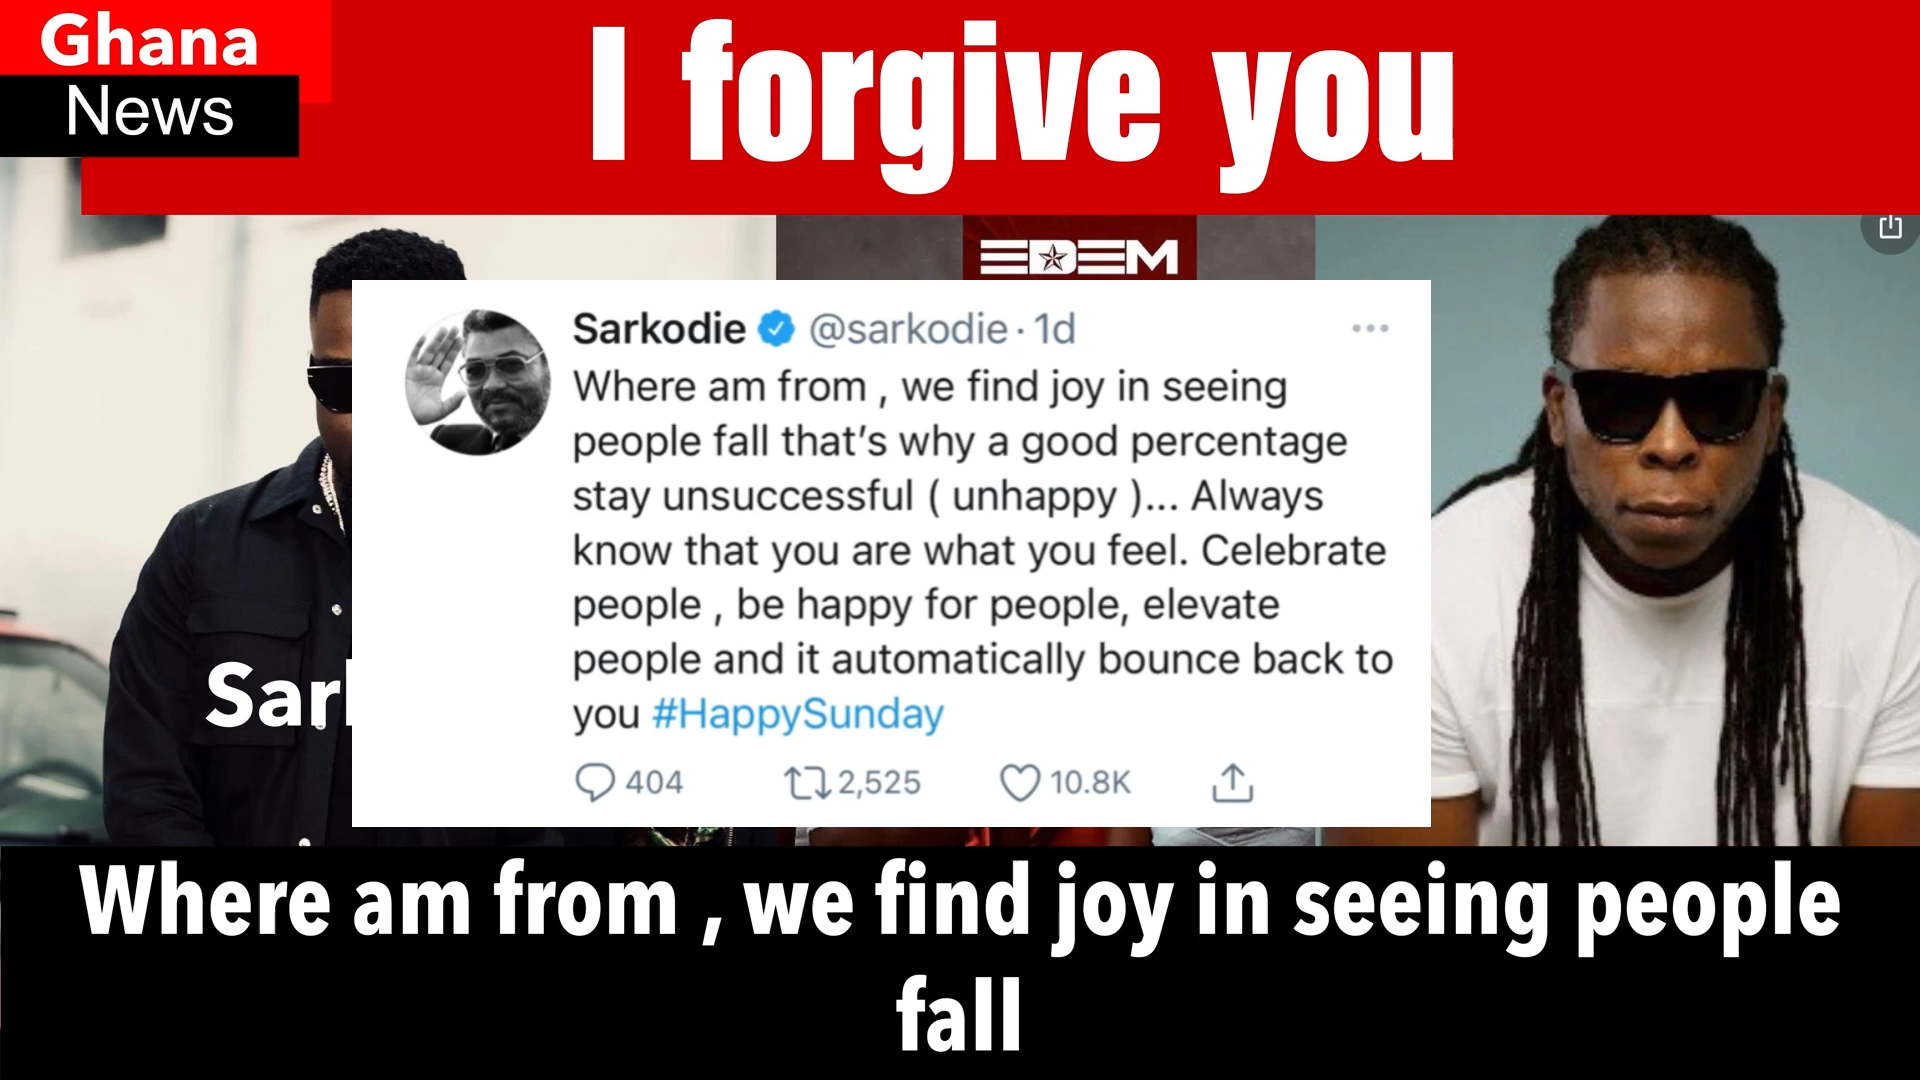 Ghana
News
I forgive you
EDEM
Sarkodie @sarkodie · 1d
Where am from , we find joy in seeing
people fall that’s why a good percentage
stay unsuccessful ( unhappy )... Always
know that you are what you feel. Celebrate
people , be happy for people, elevate
people and it automatically bounce back to
you #HappySunday
404 2,525 10.8K
Where am from , we find joy in seeing people
fall